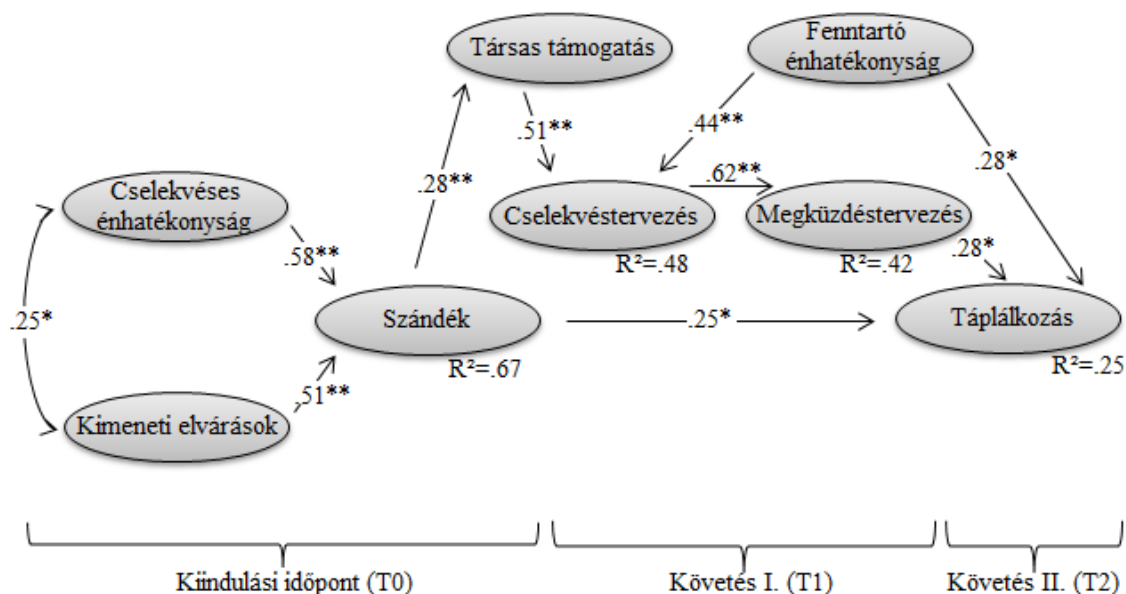 Társas támogatás
Fenntartó
énhatékonyság
.51**
.44**
.28**
.62**
.28*
Cselekvéses
énhatékonyság
Cselekvéstervezés
Megküzdéstervezés
.58**
R²=.48
R²=.42
.28*
.25*
Szándék
.25*
Táplálkozás
R²=.67
R²=.25
.51**
Kimeneti elvárások
Kiindulási időpont (T0)
Követés I. (T1)
Követés II. (T2)